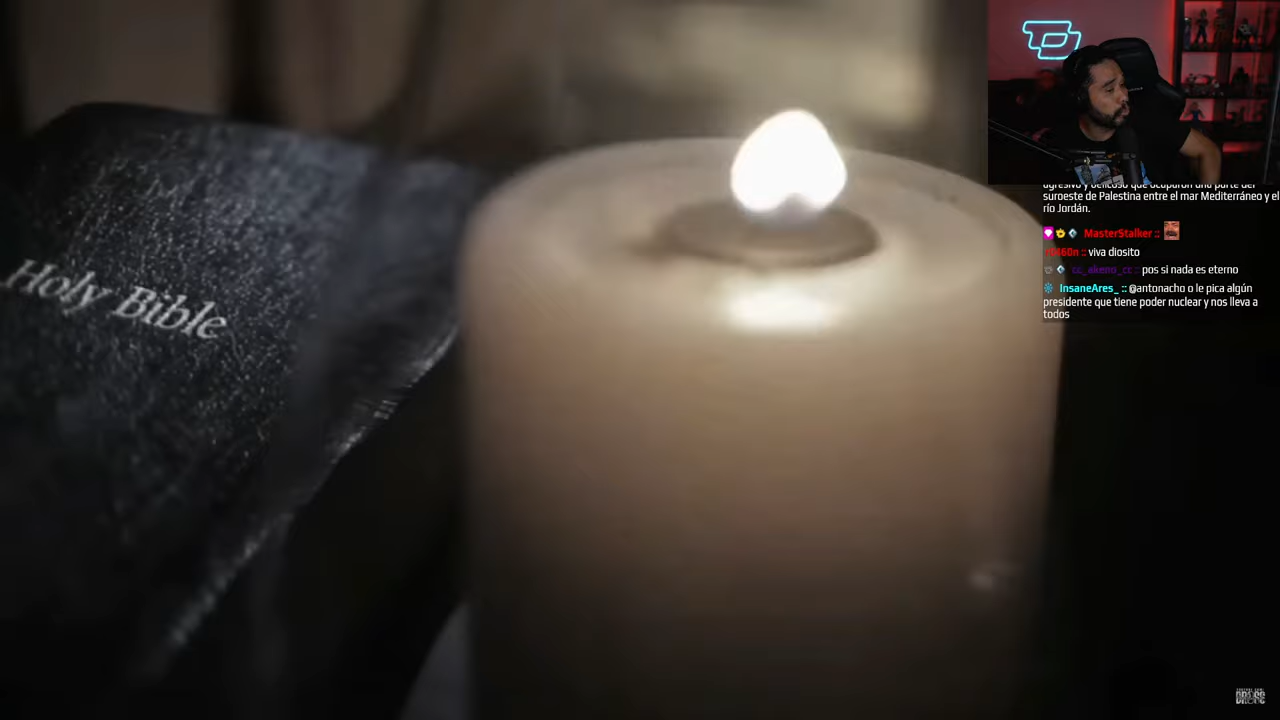 Holy Bible
agresivo y belicoso que ocuparon una parte del
suroeste de Palestina entre el mar Mediterráneo y el
río Jordán.
MasterStalker ::
viva diosito
cc_akeno_cc :: pos si nada es eterno
InsaneAres_ :: @antonacho o le pica algún
presidente que tiene poder nuclear y nos lleva a
todos
DROSS